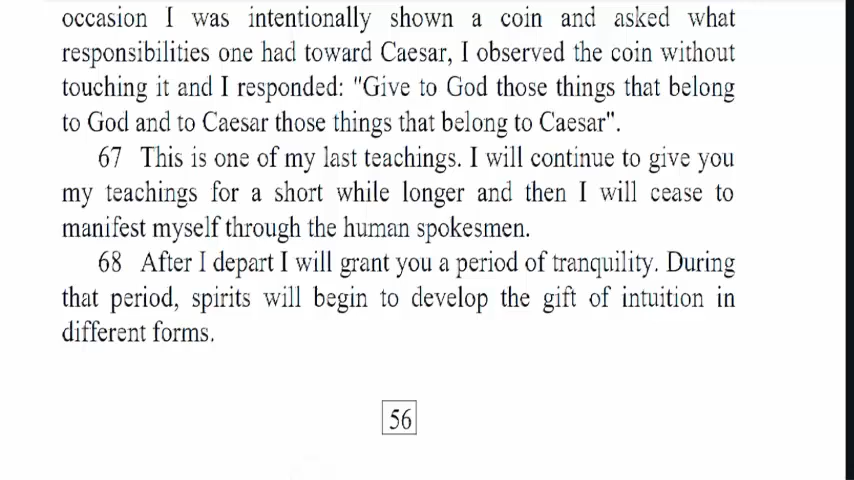 occasion I was intentionally shown a coin and asked what
responsibilities one had toward Caesar, I observed the coin without
touching it and I responded: "Give to God those things that belong
to God and to Caesar those things that belong to Caesar".
67 This is one of my last teachings. I will continue to give you
my teachings for a short while longer and then I will cease to
manifest myself through the human spokesmen.
68 After I depart I will grant you a period of tranquility. During
that period, spirits will begin to develop the gift of intuition in
different forms.
56